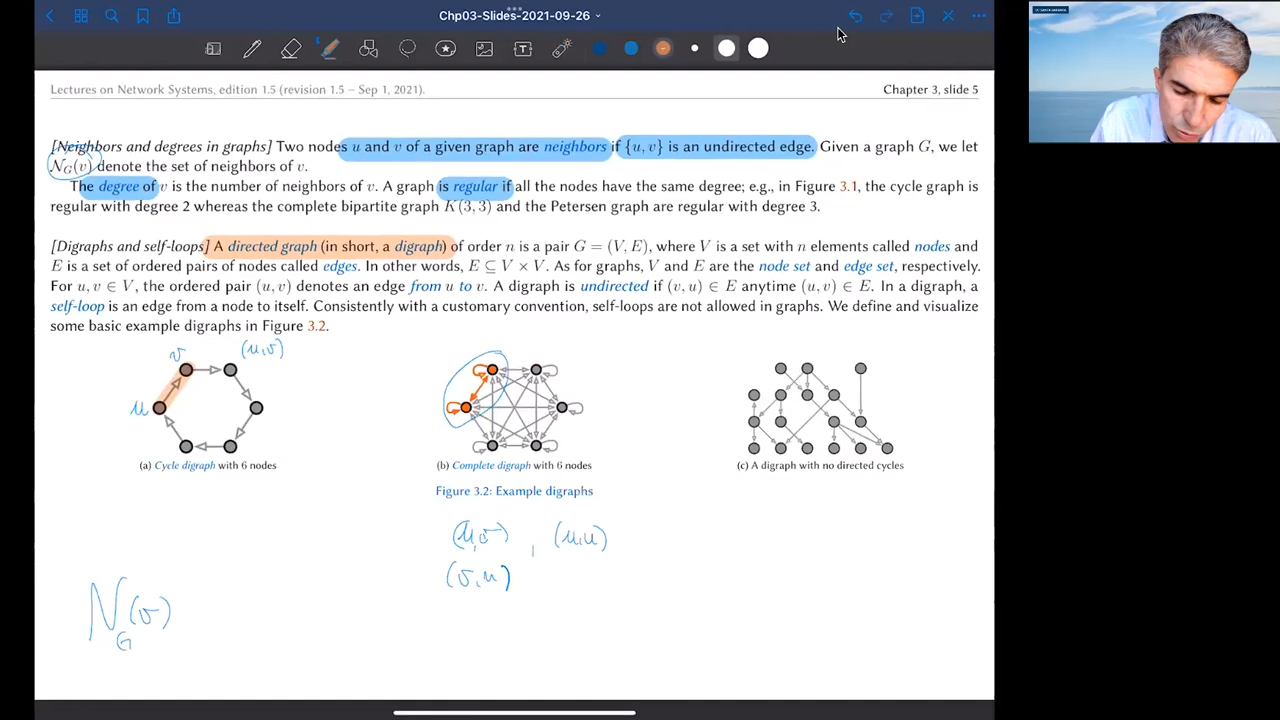 Chp03-Slides-2021-09-26
UC SANTA BARBARA
Lectures on Network Systems, edition 1.5 (revision 1.5 – Sep 1, 2021).
Chapter 3, slide 5
[Neighbors and degrees in graphs] Two nodes u and v of a given graph are neighbors if {u, v} is an undirected edge. Given a graph G, we let
N_G(v) denote the set of neighbors of v.
The degree of v is the number of neighbors of v. A graph is regular if all the nodes have the same degree; e.g., in Figure 3.1, the cycle graph is
regular with degree 2 whereas the complete bipartite graph K(3, 3) and the Petersen graph are regular with degree 3.
[Digraphs and self-loops] A directed graph (in short, a digraph) of order n is a pair G = (V, E), where V is a set with n elements called nodes and
E is a set of ordered pairs of nodes called edges. In other words, E ⊆ V × V. As for graphs, V and E are the node set and edge set, respectively.
For u, v ∈ V, the ordered pair (u, v) denotes an edge from u to v. A digraph is undirected if (v, u) ∈ E anytime (u, v) ∈ E. In a digraph, a
self-loop is an edge from a node to itself. Consistently with a customary convention, self-loops are not allowed in graphs. We define and visualize
some basic example digraphs in Figure 3.2.
v
(u,v)
u
(a) Cycle digraph with 6 nodes
(b) Complete digraph with 6 nodes
(c) A digraph with no directed cycles
Figure 3.2: Example digraphs
(u,v) , (u,u)
(v,u)
N_G(v)